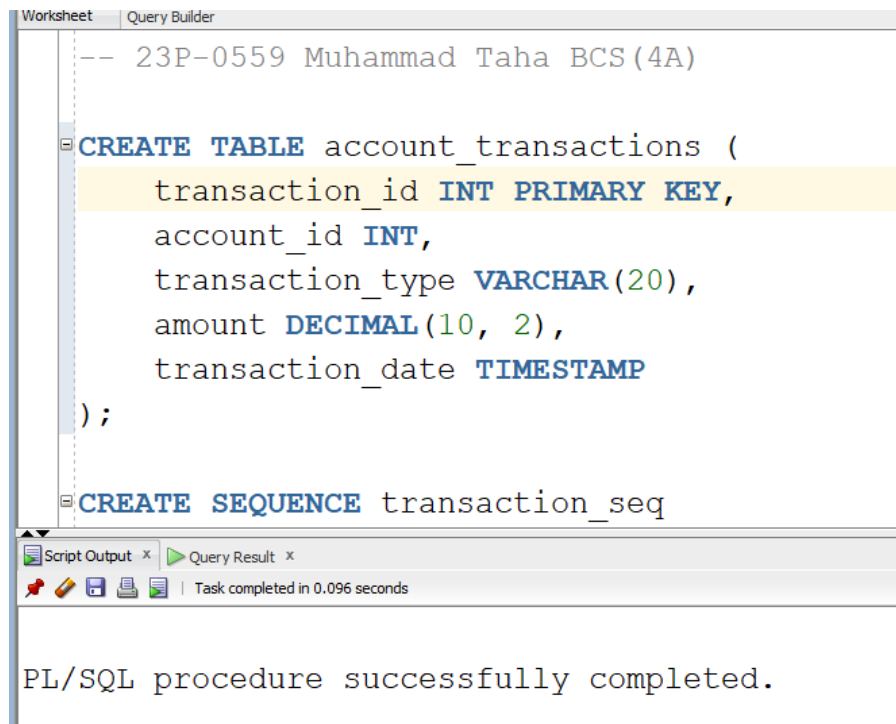 Worksheet Query Builder
-- 23P-0559 Muhammad Taha BCS(4A)
CREATE TABLE account_transactions (
transaction_id INT PRIMARY KEY,
account_id INT,
transaction_type VARCHAR(20),
amount DECIMAL(10, 2),
transaction_date TIMESTAMP
);
CREATE SEQUENCE transaction_seq
Script Output x Query Result x
Task completed in 0.096 seconds
PL/SQL procedure successfully completed.